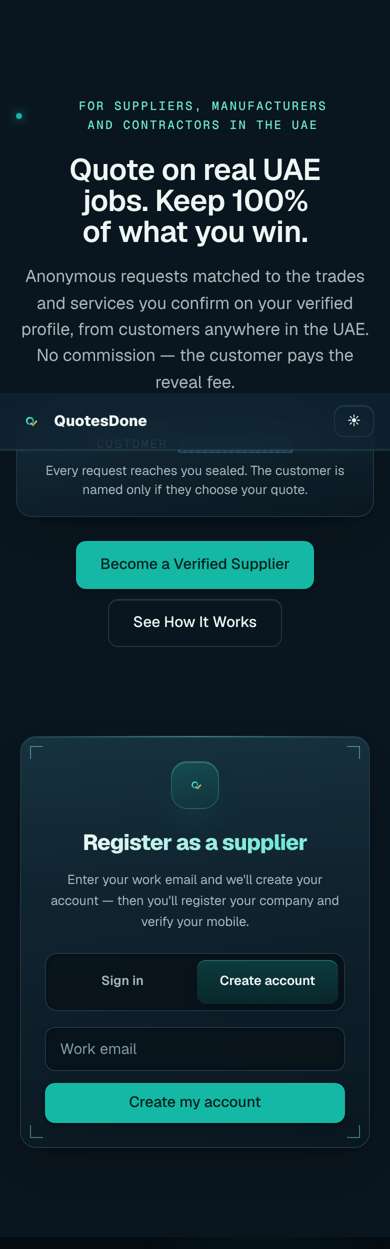 FOR SUPPLIERS, MANUFACTURERS
AND CONTRACTORS IN THE UAE
Quote on real UAE
jobs. Keep 100%
of what you win.
Anonymous requests matched to the trades
and services you confirm on your verified
profile, from customers anywhere in the UAE.
No commission — the customer pays the
reveal fee.
QuotesDone
CUSTOMER
Every request reaches you sealed. The customer is
named only if they choose your quote.
Become a Verified Supplier
See How It Works
Register as a supplier
Enter your work email and we'll create your
account — then you'll register your company and
verify your mobile.
Sign in
Create account
Work email
Create my account